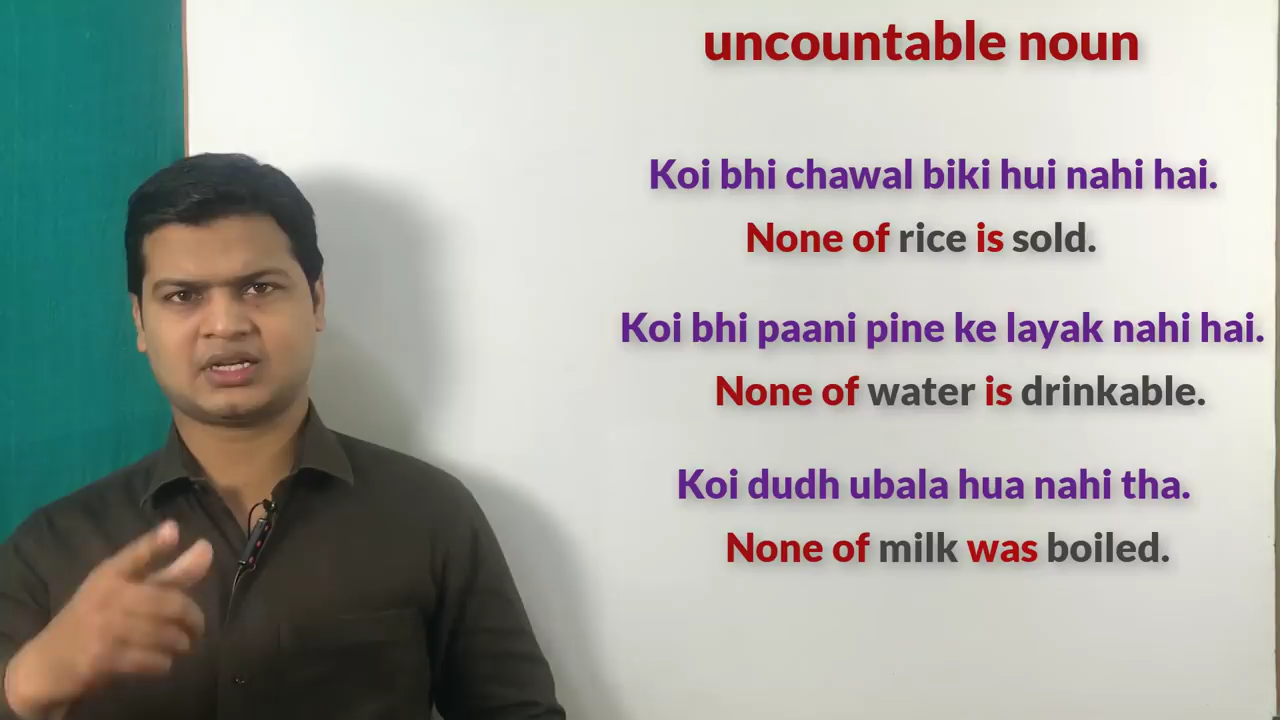 uncountable noun
Koi bhi chawal biki hui nahi hai.
None of rice is sold.
Koi bhi paani pine ke layak nahi hai.
None of water is drinkable.
Koi dudh ubala hua nahi tha.
None of milk was boiled.